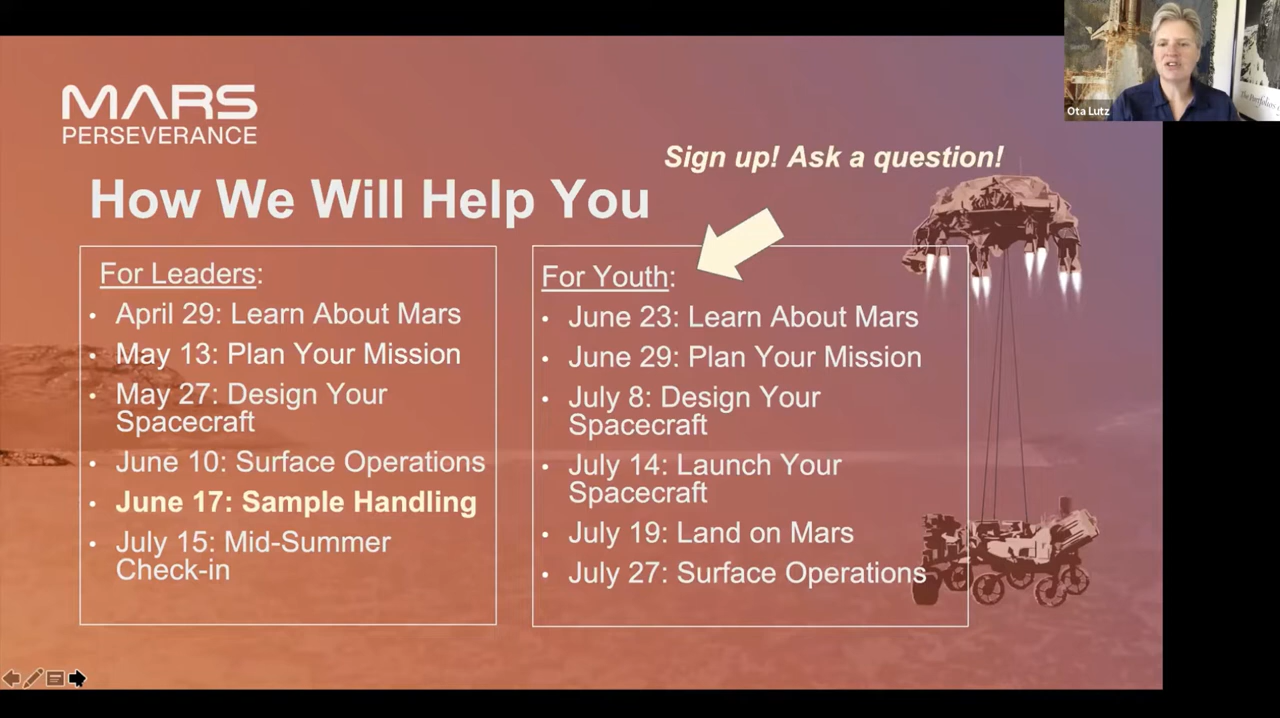 MARS
PERSEVERANCE
Sign up! Ask a question!
How We Will Help You
For Leaders:
• April 29: Learn About Mars
• May 13: Plan Your Mission
• May 27: Design Your
Spacecraft
• June 10: Surface Operations
• June 17: Sample Handling
• July 15: Mid-Summer
Check-in
For Youth:
• June 23: Learn About Mars
• June 29: Plan Your Mission
• July 8: Design Your
Spacecraft
• July 14: Launch Your
Spacecraft
• July 19: Land on Mars
• July 27: Surface Operations
Ota Lutz
The Portfolios